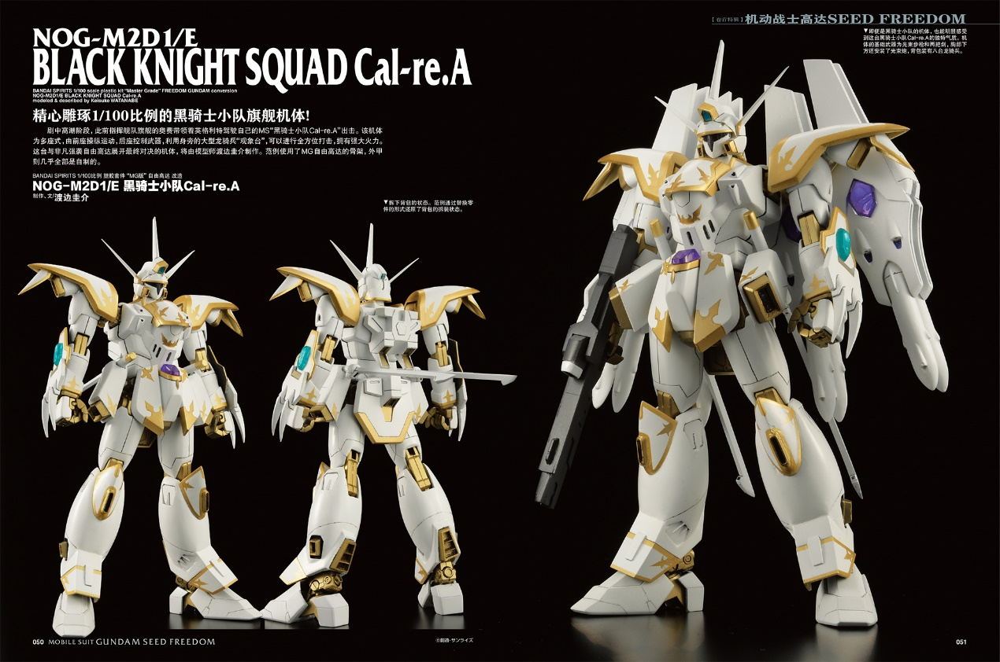 NOG-M2D1/E
BLACK KNIGHT SQUAD Cal-re.A
BANDAI SPIRITS 1/100 scale plastic kit "Master Grade" FREEDOM GUNDAM conversion
NOG-M2D1/E BLACK KNIGHT SQUAD Cal-re.A
modeled & described by Keisuke WATANABE
精心雕琢1/100比例的黑骑士小队旗舰机体!
剧中高潮阶段，此前指挥舰队旗舰的奥费带领着英格利特驾驶自己的MS“黑骑士小队Cal-re.A”出击。该机体
为多座式，由前座操纵运动，后座控制武器，利用身旁的大型龙骑兵“观象台”，可以进行全方位打击，拥有强大火力。
这台与非凡强袭自由高达展开最终对决的机体，将由模型师渡边圭介制作。范例使用了MG自由高达的骨架，外甲
到几乎全部是自制的。
BANDAI SPIRITS 1/100比例 塑胶套件 “MG版” 自由高达 改造
NOG-M2D1/E 黑骑士小队Cal-re.A
制作、文/渡边圭介
▼拆下背包的状态。范例通过替换零
件的形式还原了背包的拆装状态。
【卷首特辑】机动战士高达SEED FREEDOM
▼即使是黑骑士小队的机体，也能明显感受
到这台黑骑士小队Cal-re.A的独特气质。机
体的基础武器为光束步枪和两把剑，胸部下
方还安装了光束炮，背包装有八台龙骑兵。
050 MOBILE SUIT GUNDAM SEED FREEDOM
©創通・サンライズ
051